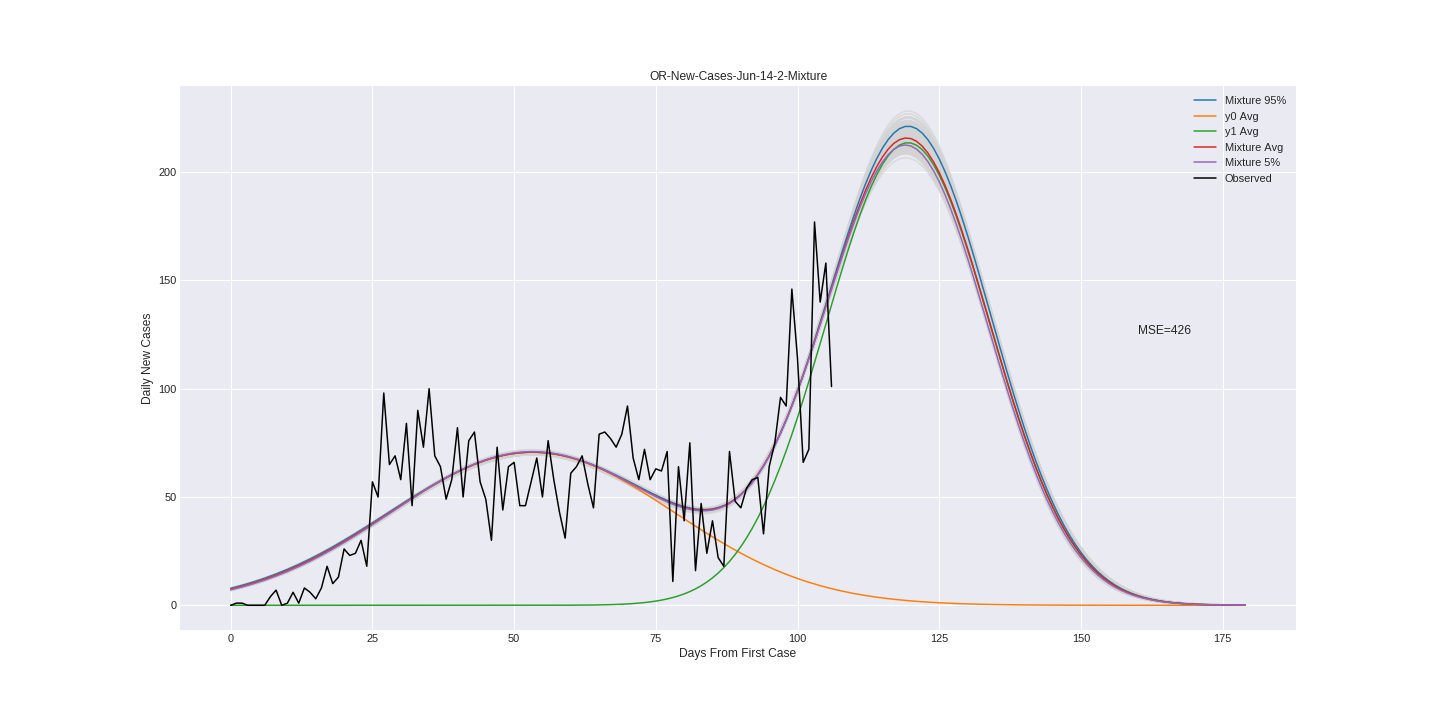 OR-New-Cases-Jun-14-2-Mixture
Mixture 95%
y0 Avg
y1 Avg
Mixture Avg
Mixture 5%
Observed
200
150
100
50
0
Daily New Cases
MSE=426
0 25 50 75 100 125 150 175
Days From First Case